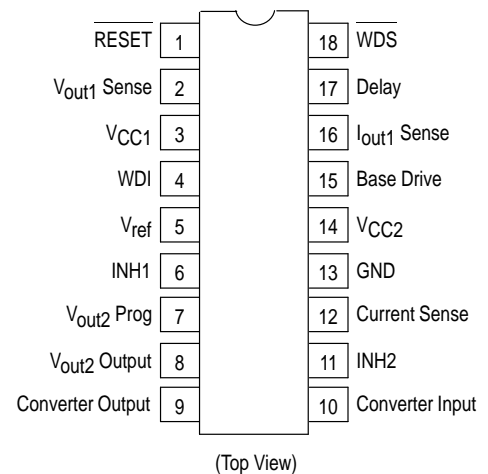 RESET 1 18 WDS
Vout1 Sense 2 17 Delay
VCC1 3 16 Iout1 Sense
WDI 4 15 Base Drive
Vref 5 14 VCC2
INH1 6 13 GND
Vout2 Prog 7 12 Current Sense
Vout2 Output 8 11 INH2
Converter Output 9 10 Converter Input
(Top View)